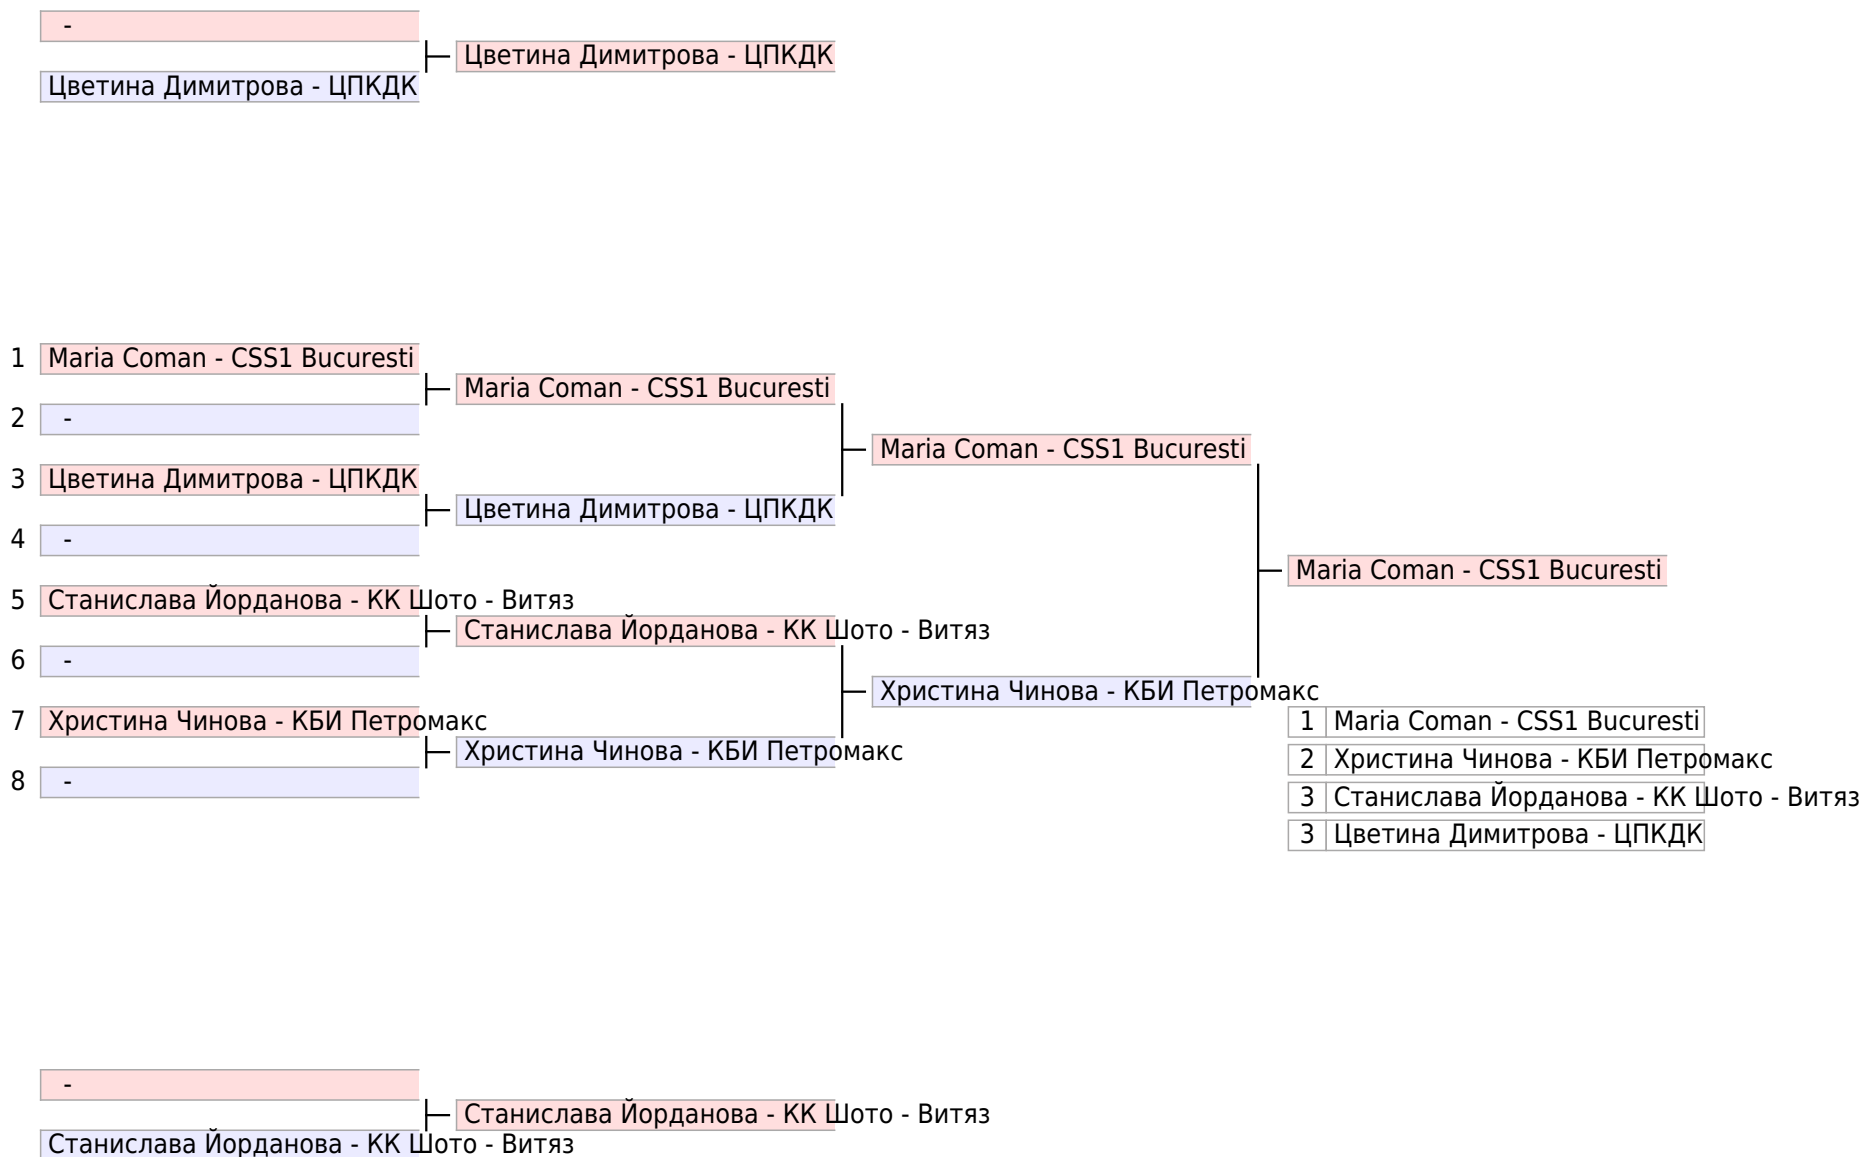 -
Цветина Димитрова - ЦПКДК
Цветина Димитрова - ЦПКДК
1 Maria Coman - CSS1 Bucuresti
Maria Coman - CSS1 Bucuresti
2 -
Maria Coman - CSS1 Bucuresti
3 Цветина Димитрова - ЦПКДК
Цветина Димитрова - ЦПКДК
4 -
Maria Coman - CSS1 Bucuresti
5 Станислава Йорданова - КК Шото - Витяз
Станислава Йорданова - КК Шото - Витяз
6 -
Христина Чинова - КБИ Петромакс
7 Христина Чинова - КБИ Петромакс
Христина Чинова - КБИ Петромакс
8 -
1 Maria Coman - CSS1 Bucuresti
2 Христина Чинова - КБИ Петромакс
3 Станислава Йорданова - КК Шото - Витяз
3 Цветина Димитрова - ЦПКДК
-
Станислава Йорданова - КК Шото - Витяз
Станислава Йорданова - КК Шото - Витяз